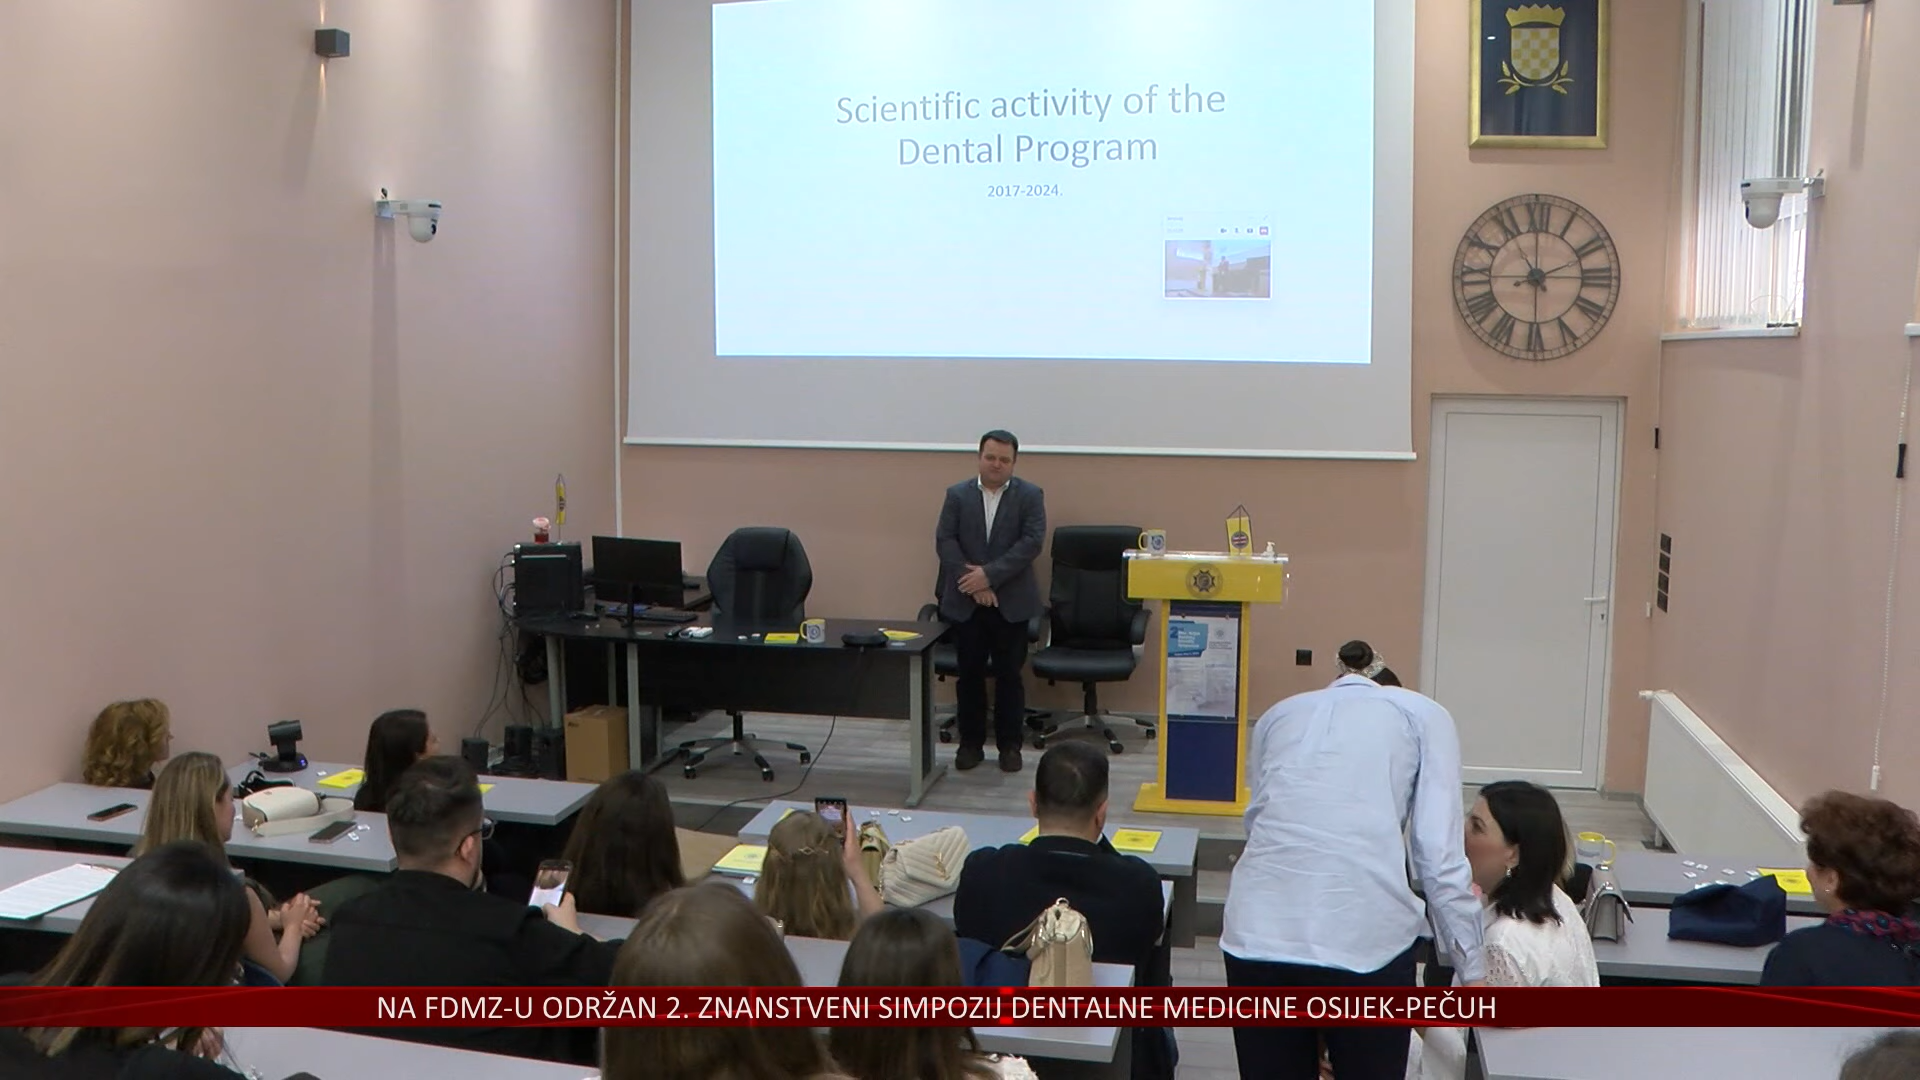 Scientific activity of the
Dental Program
2017-2024.
NA FDMZ-U ODRŽAN 2. ZNANSTVENI SIMPOZIJ DENTALNE MEDICINE OSIJEK-PEČUH